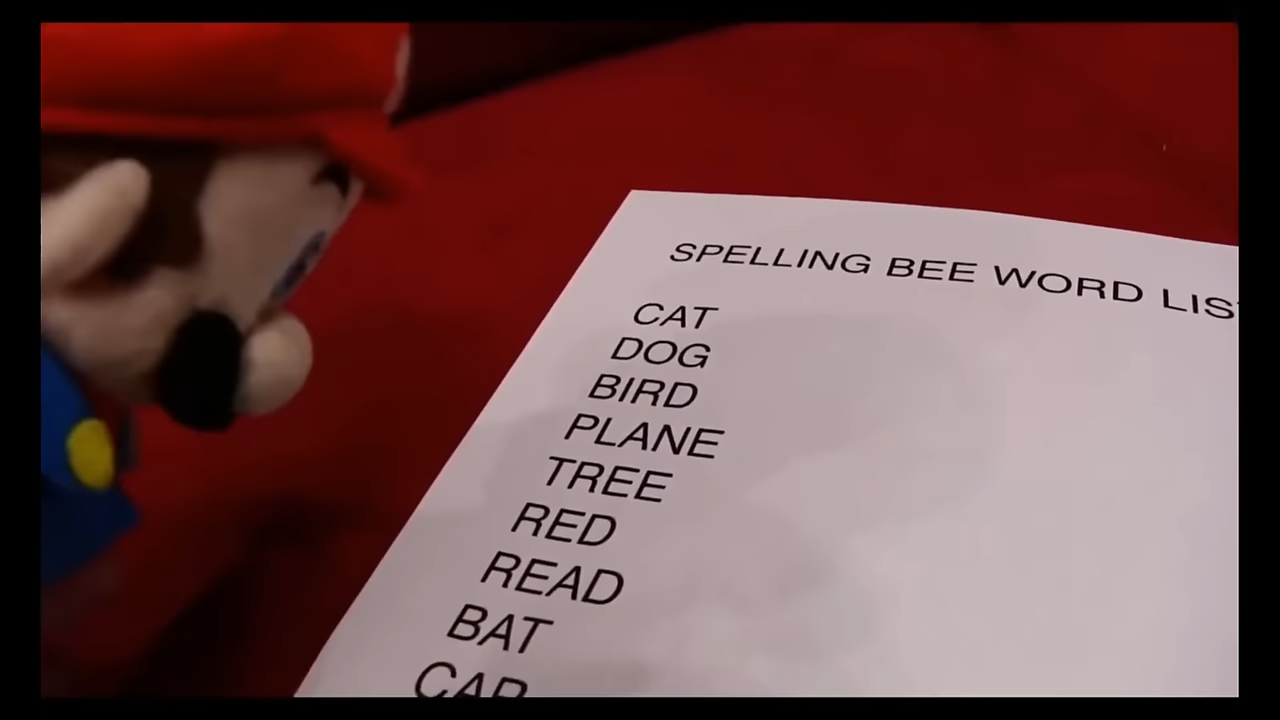 SPELLING BEE WORD LIS
CAT
DOG
BIRD
PLANE
TREE
RED
READ
BAT